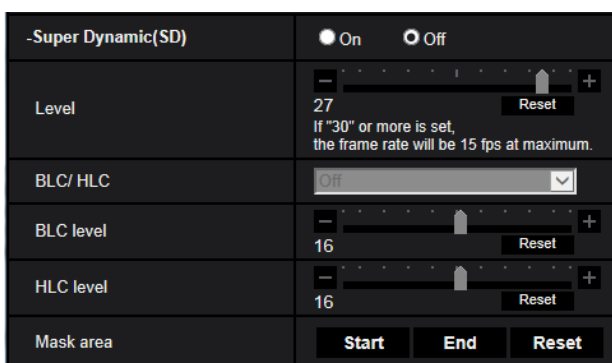 -Super Dynamic(SD)
On Off
Level
27 Reset
If "30" or more is set,
the frame rate will be 15 fps at maximum.
BLC/ HLC
Off
BLC level
16 Reset
HLC level
16 Reset
Mask area
Start End Reset